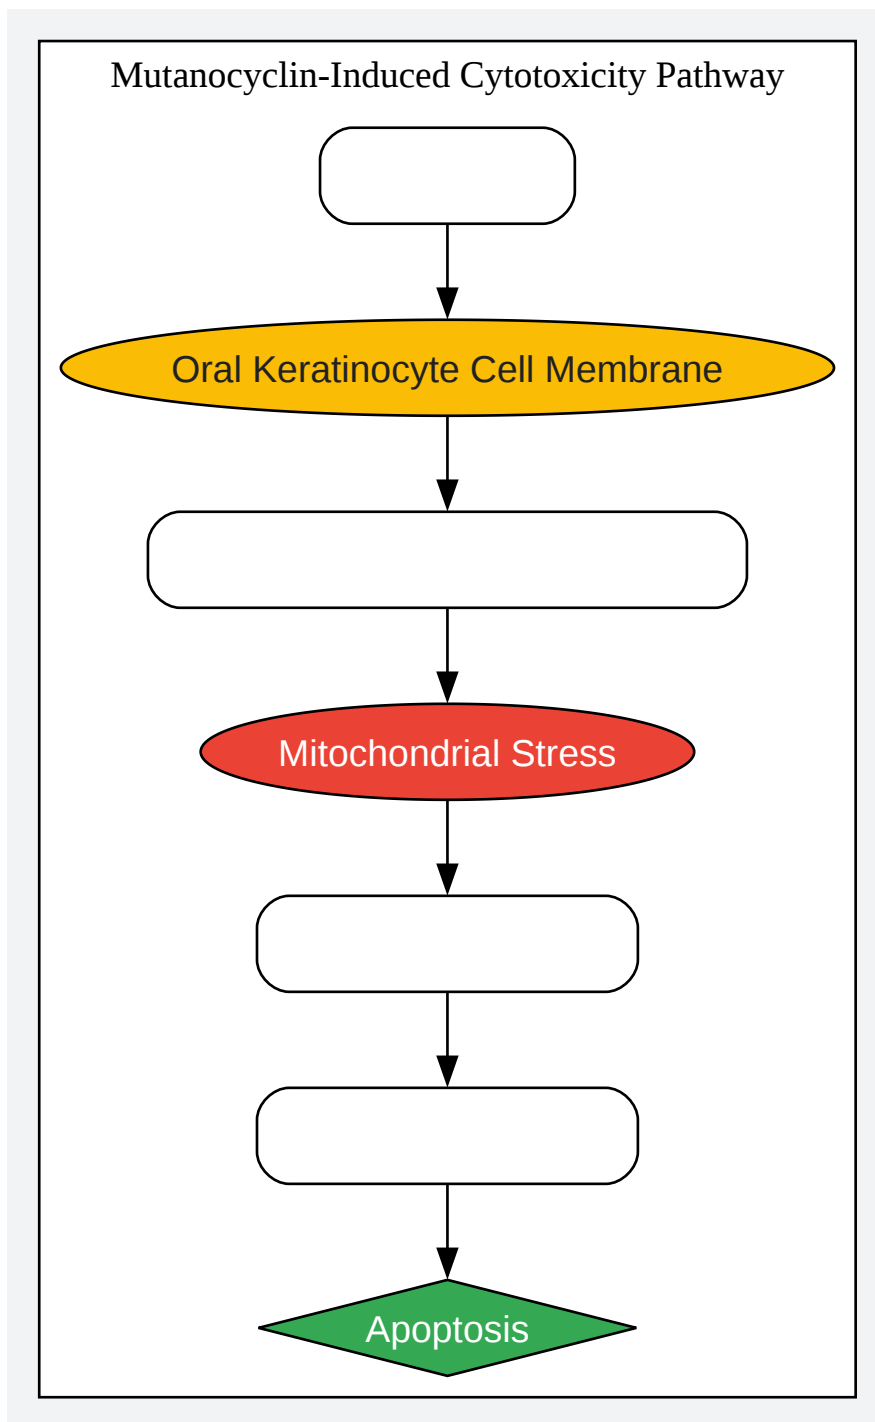 Mutanocyclin-Induced Cytotoxicity Pathway
Oral Keratinocyte Cell Membrane
Mitochondrial Stress
Apoptosis